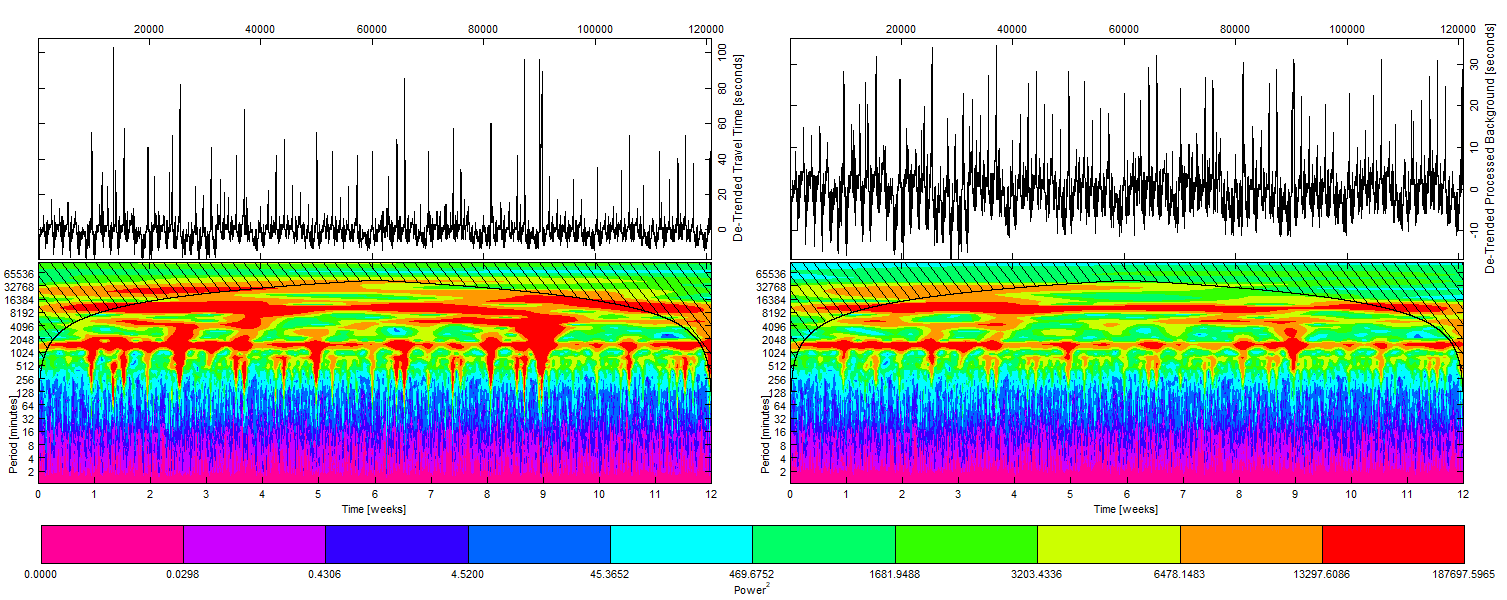 20000 40000 60000 80000 100000 120000
20000 40000 60000 80000 100000 120000
0 20 40 60 80 100
De-Trended Travel Time [seconds]
-10 0 10 20 30
De-Trended Processed Background [seconds]
65536
32768
16384
8192
4096
2048
1024
512
256
128
64
32
16
8
4
2
Period [minutes]
65536
32768
16384
8192
4096
2048
1024
512
256
128
64
32
16
8
4
2
Period [minutes]
0 1 2 3 4 5 6 7 8 9 10 11 12
0 1 2 3 4 5 6 7 8 9 10 11 12
Time [weeks]
Time [weeks]
0.0000 0.0298 0.4306 4.5200 45.3652 469.6752 1681.9488 3203.4336 6478.1483 13297.6086 187697.5965
Power²